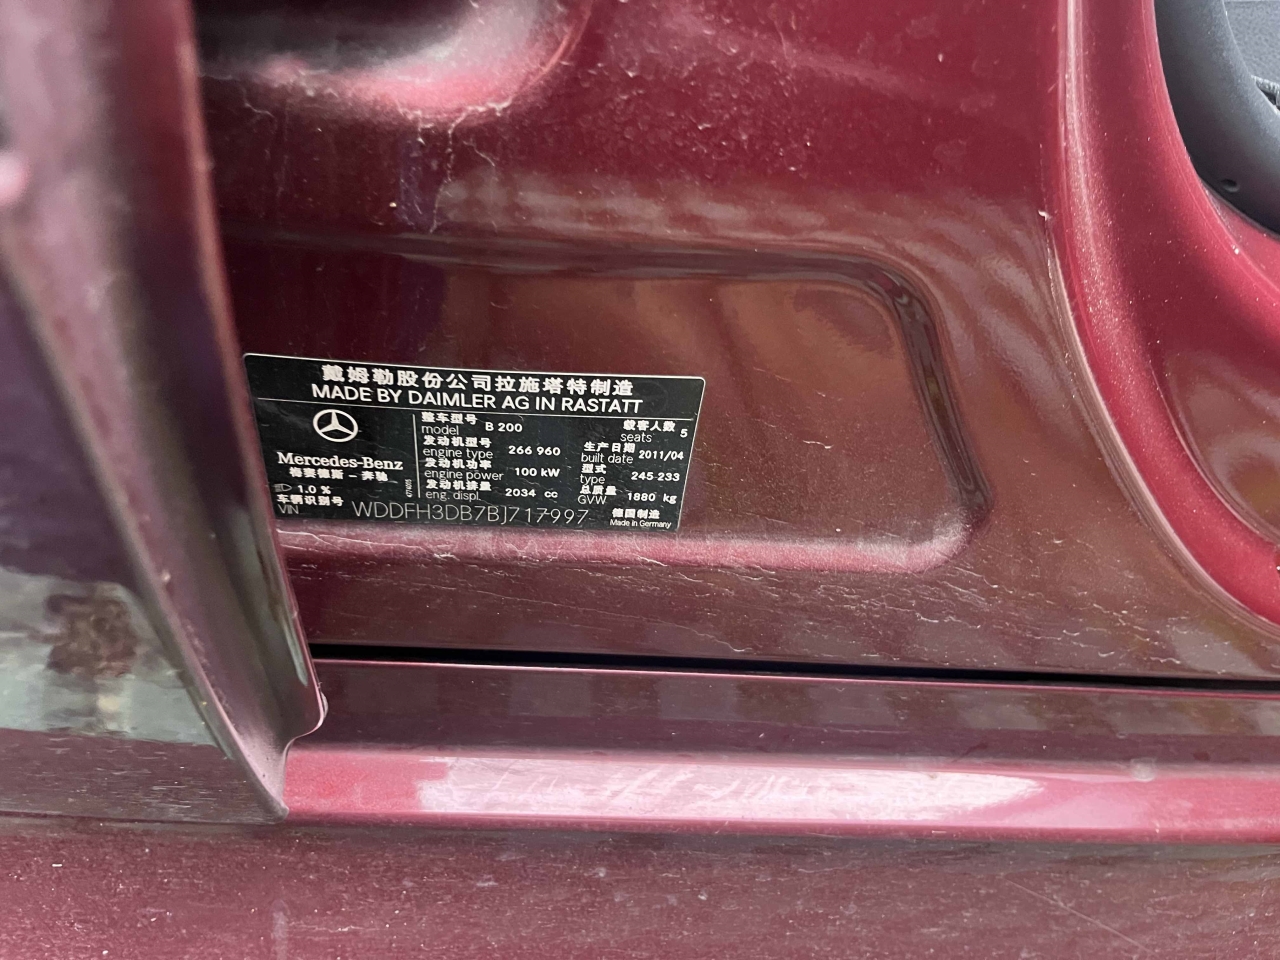 戴姆勒股份公司拉施塔特制造
MADE BY DAIMLER AG IN RASTATT
Mercedes-Benz
梅赛德斯-奔驰
1.0 %
整车型号
model B 200
载客人数
seats 5
发动机型号
engine type 266 960
生产日期
built date 2011/04
发动机功率
engine power 100 kW
型式
type 245-233
发动机排量
eng. displ. 2034 cc
总质量
GVW 1880 kg
车辆识别号
VIN WDDFH3DB7BJ717997
德国制造
Made in Germany